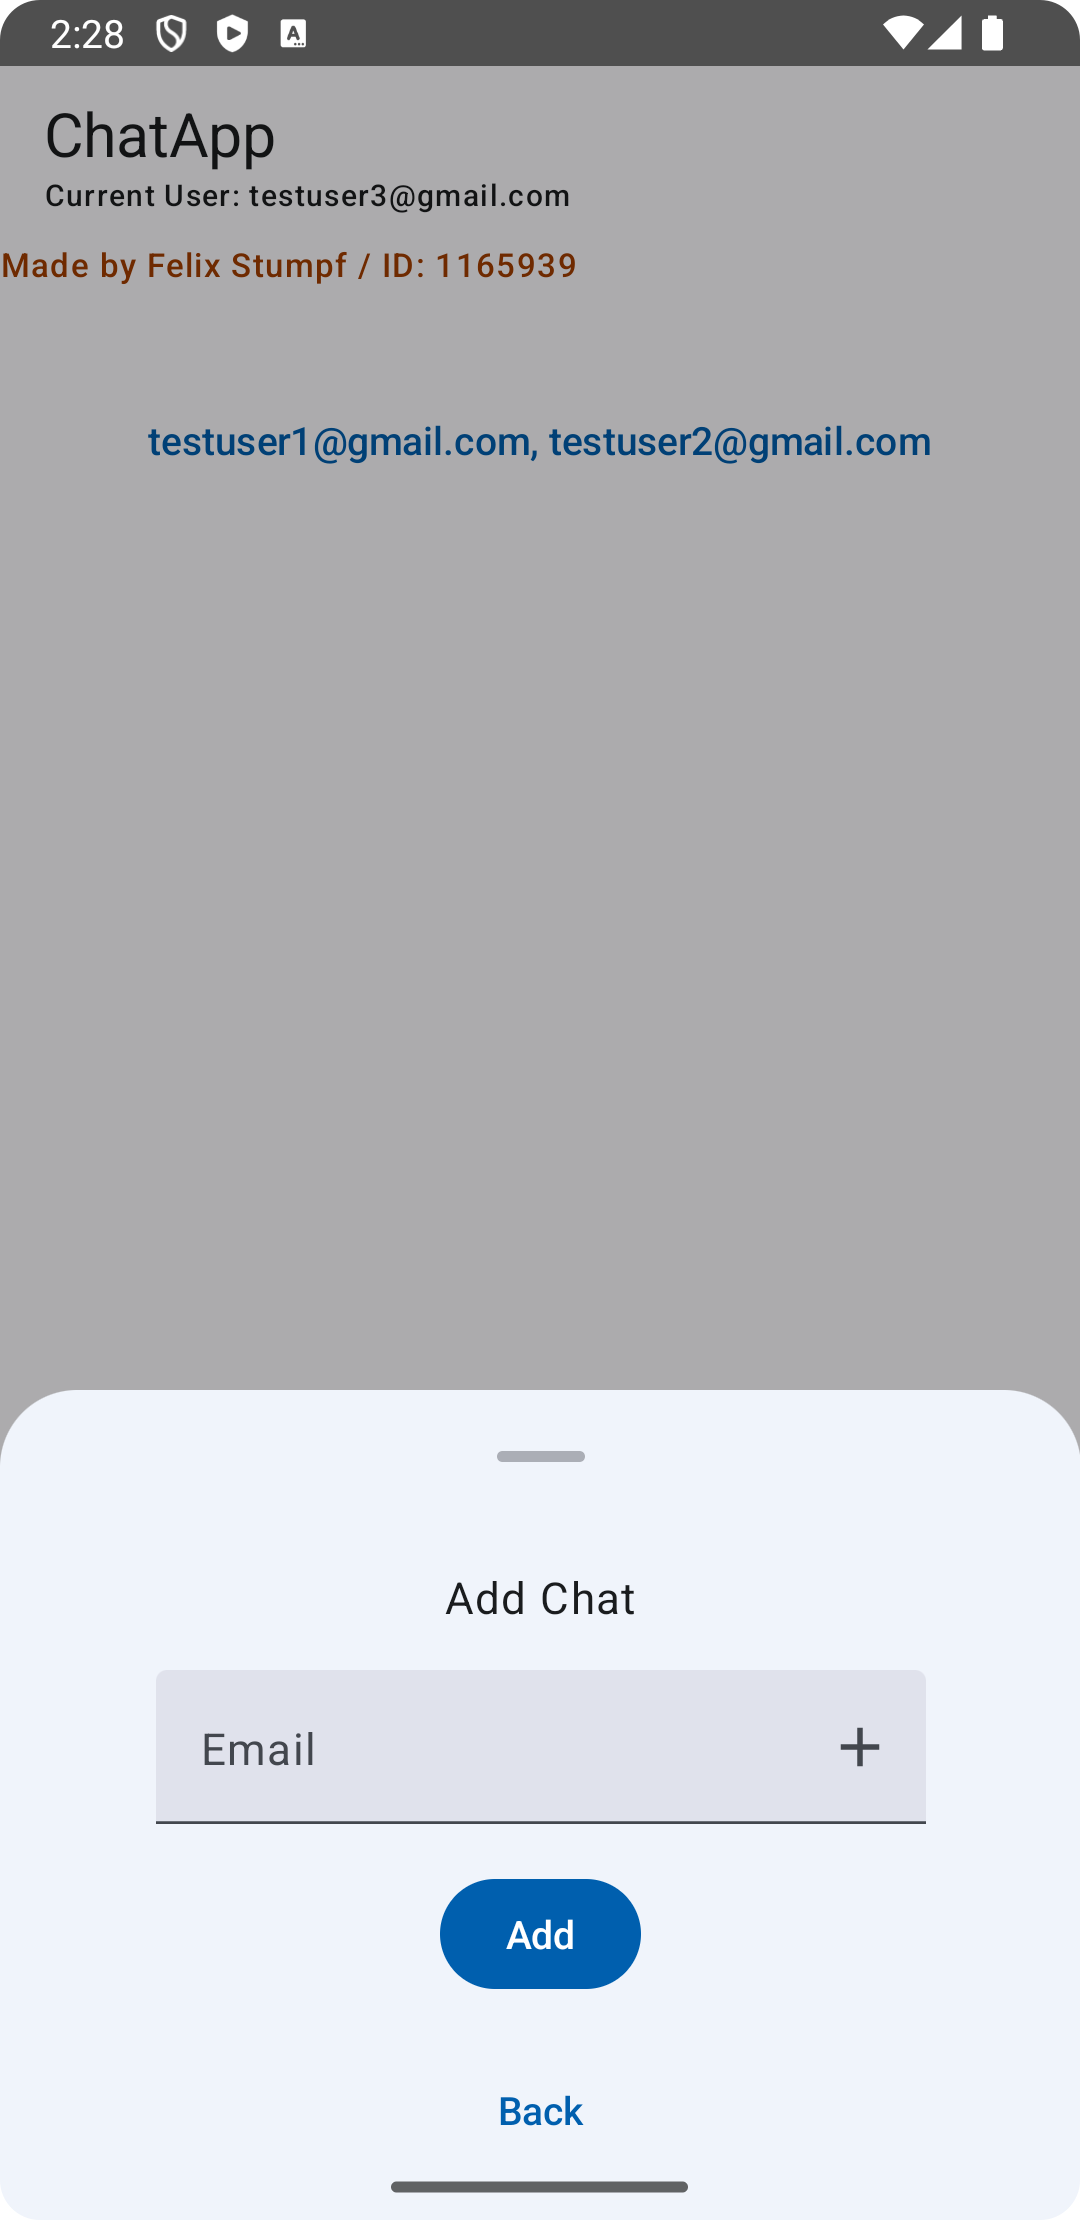 2:28
ChatApp
Current User: testuser3@gmail.com
Made by Felix Stumpf / ID: 1165939
testuser1@gmail.com, testuser2@gmail.com
Add Chat
Email
Add
Back